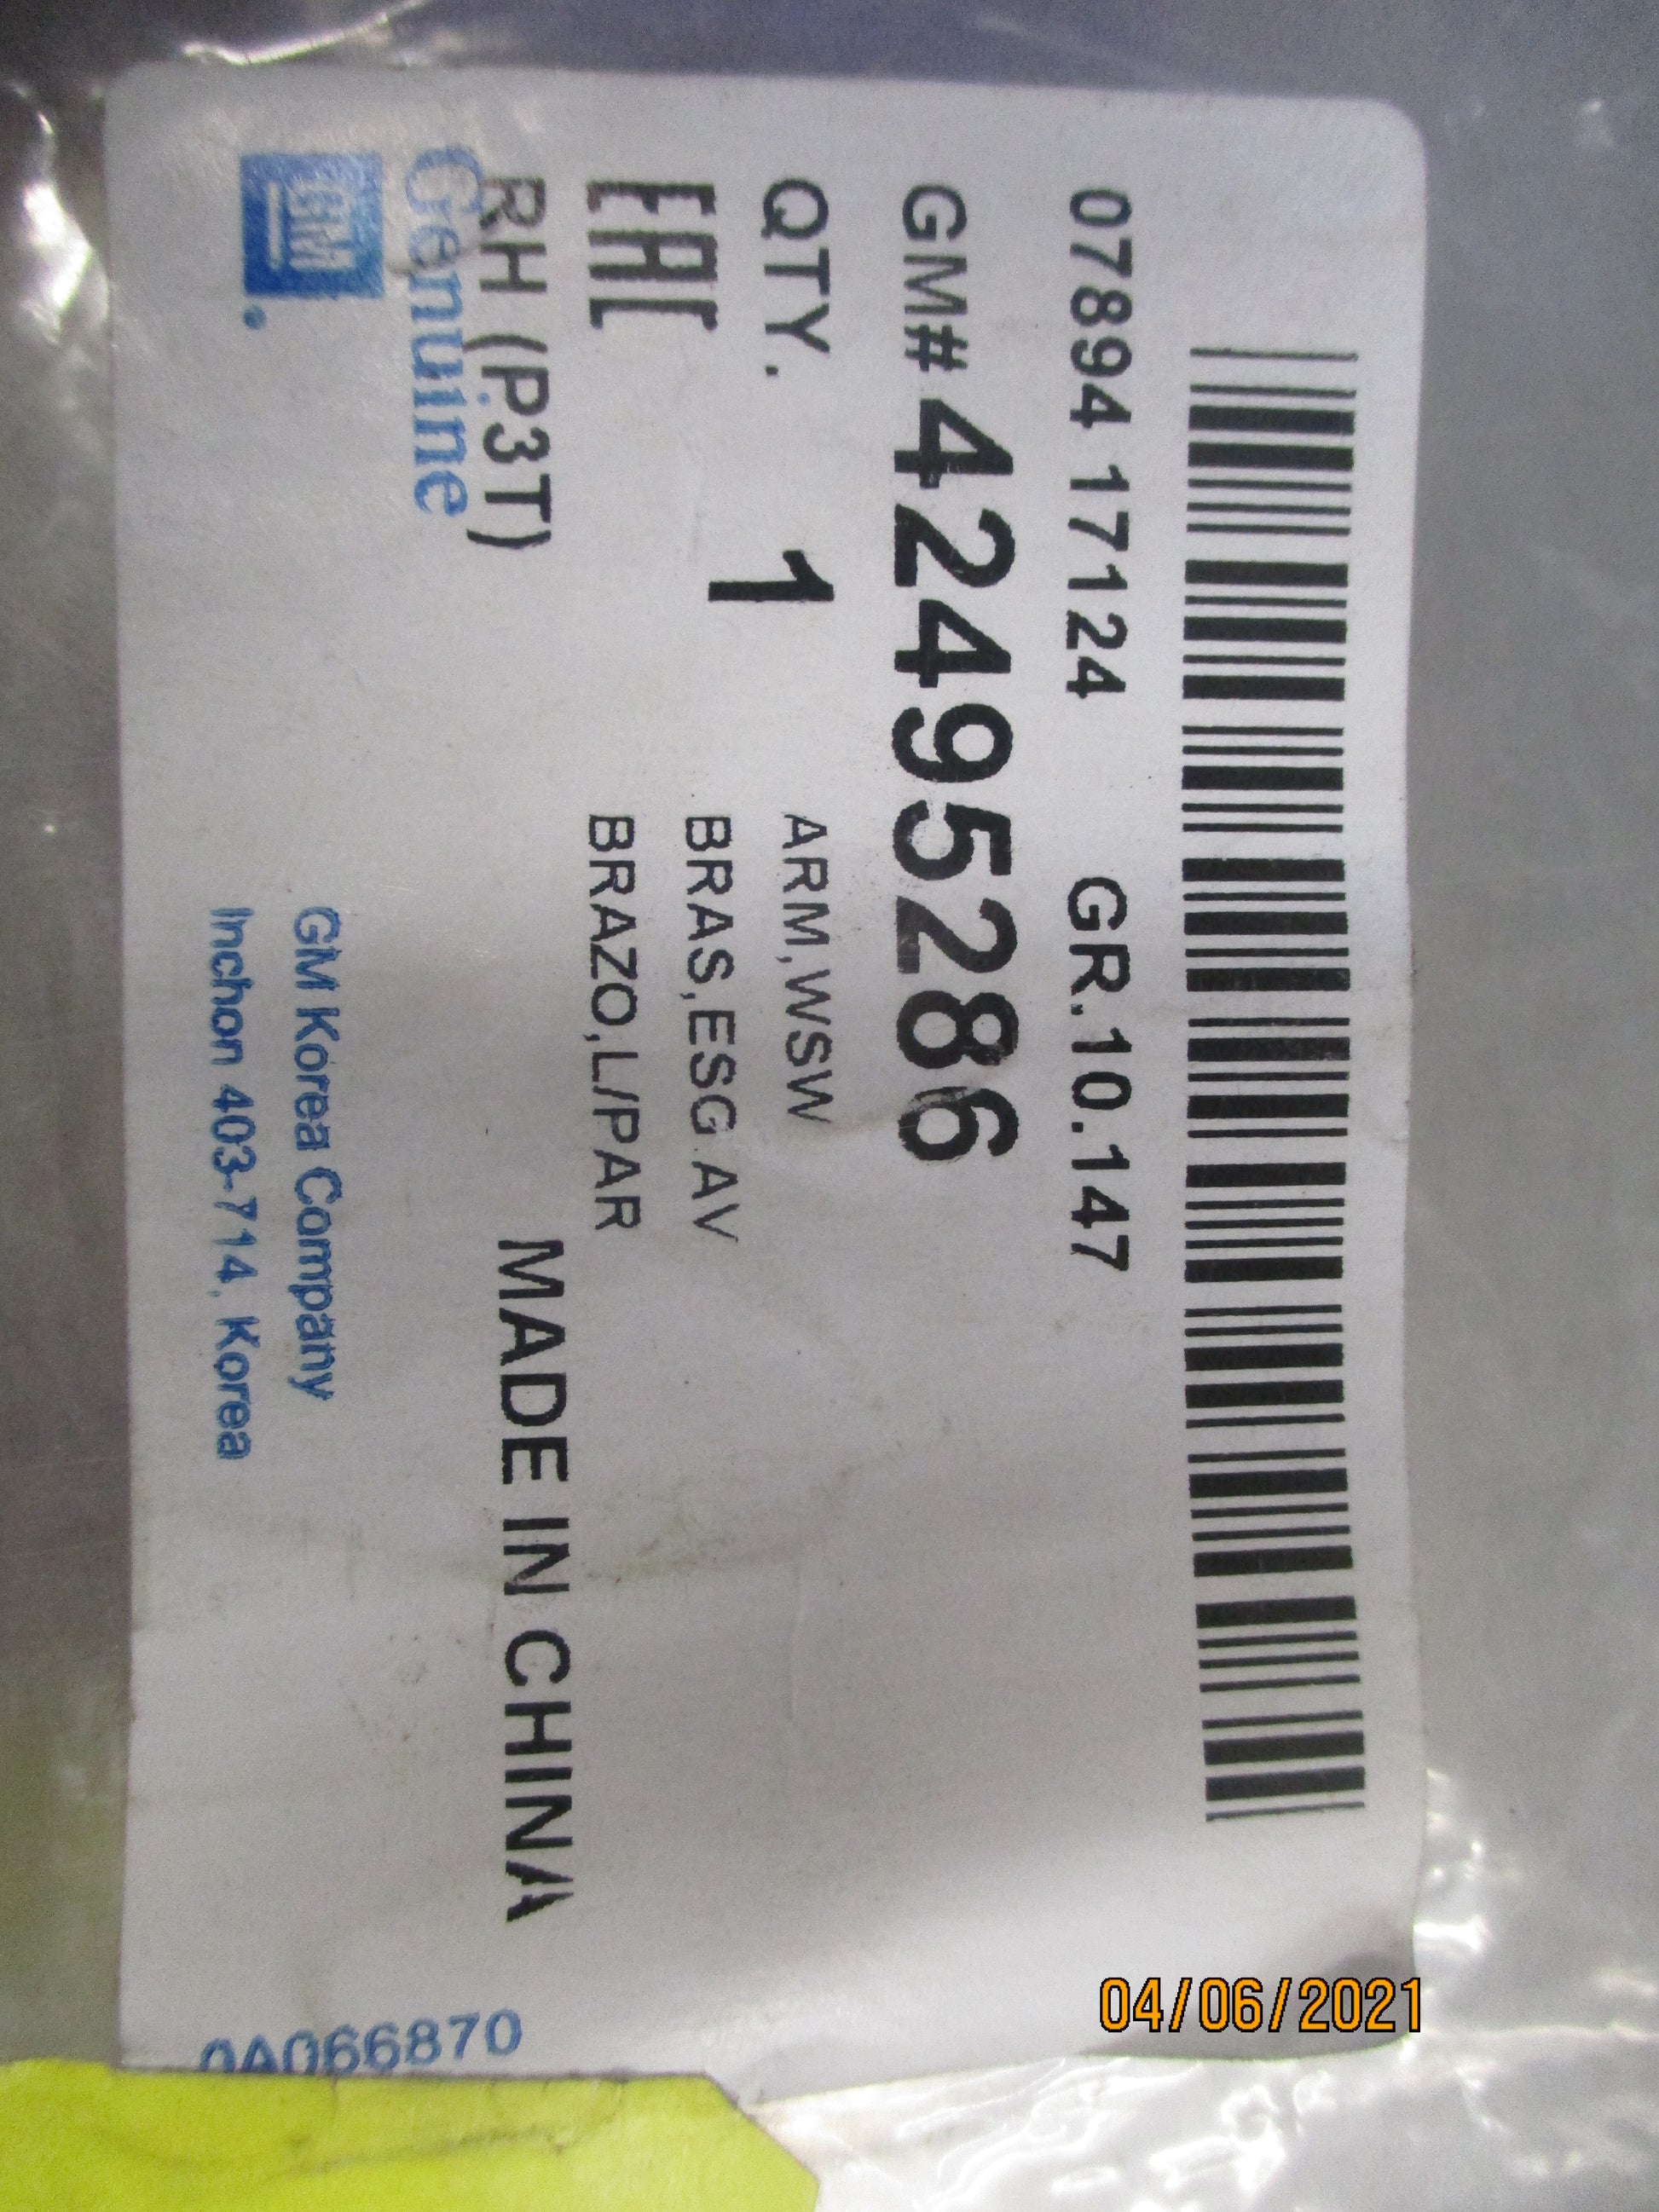 07894 17124 GR.10.147
GM# 42495286
QTY. 1
ARM,WSW
BRAS,ESG AV
BRAZO,L/PAR
EAC
RH (P3T)
MADE IN CHINA
Genuine
GM
GM Korea Company
Inchon 403-714, Korea
0A066870
04/06/2021